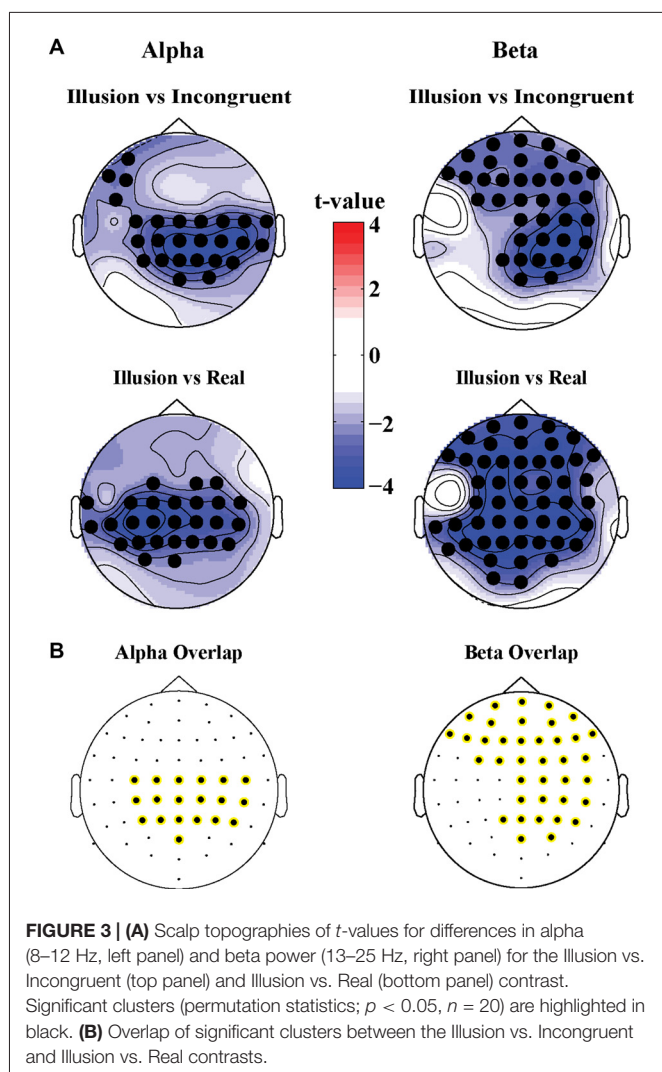 A
Alpha
Beta
Illusion vs Incongruent
Illusion vs Incongruent
t-value
4
2
0
−2
−4
Illusion vs Real
Illusion vs Real
B
Alpha Overlap
Beta Overlap
FIGURE 3 | (A) Scalp topographies of t-values for differences in alpha
(8–12 Hz, left panel) and beta power (13–25 Hz, right panel) for the Illusion vs.
Incongruent (top panel) and Illusion vs. Real (bottom panel) contrast.
Significant clusters (permutation statistics; p < 0.05, n = 20) are highlighted in
black. (B) Overlap of significant clusters between the Illusion vs. Incongruent
and Illusion vs. Real contrasts.